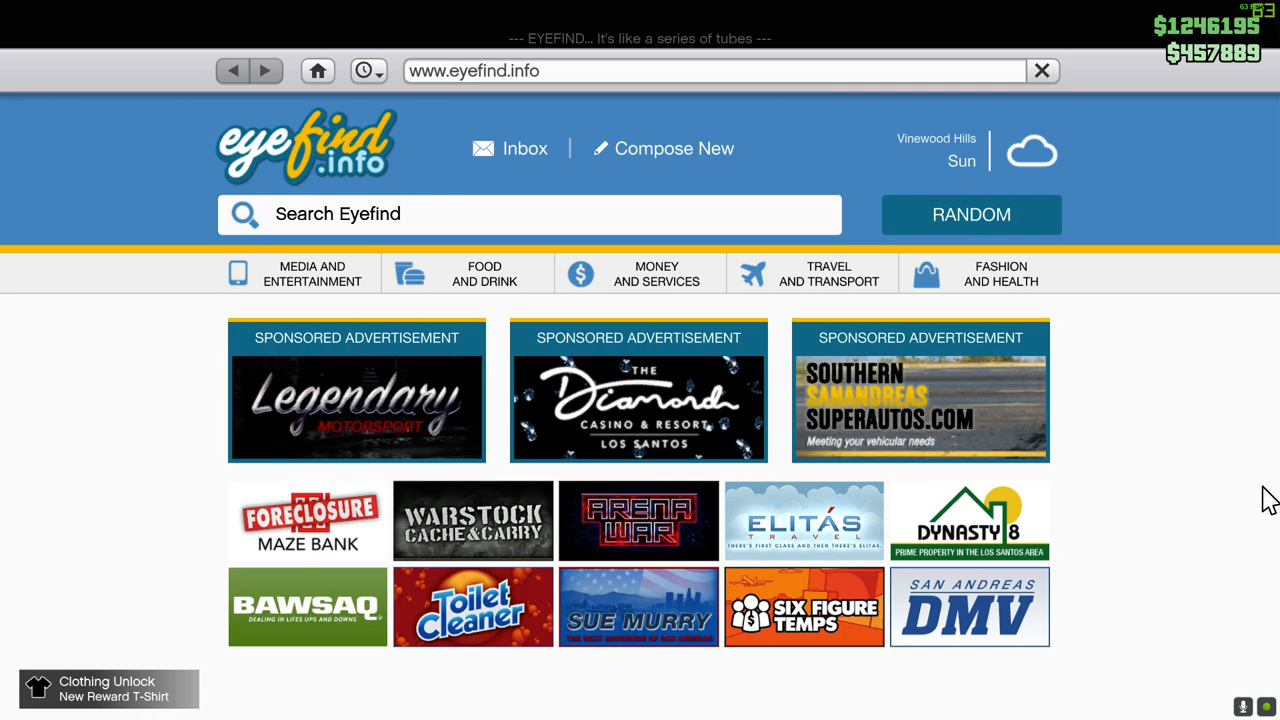 63 FPS
63
$1246195
$457889
--- EYEFIND... It's like a series of tubes ---
www.eyefind.info
eyefind.info
Inbox
Compose New
Vinewood Hills
Sun
Search Eyefind
RANDOM
MEDIA AND
ENTERTAINMENT
FOOD
AND DRINK
MONEY
AND SERVICES
TRAVEL
AND TRANSPORT
FASHION
AND HEALTH
SPONSORED ADVERTISEMENT
Legendary
MOTORSPORT
SPONSORED ADVERTISEMENT
THE
Diamond
CASINO & RESORT
LOS SANTOS
SPONSORED ADVERTISEMENT
SOUTHERN
SANANDREAS
SUPERAUTOS.COM
Meeting your vehicular needs
FORECLOSURE
MAZE BANK
WARSTOCK
CACHE&CARRY
ARENA
WAR
ELITÁS
TRAVEL
THERE'S FIRST CLASS AND THEN THERE'S ELITAS.
DYNASTY 8
PRIME PROPERTY IN THE LOS SANTOS AREA
BAWSAQ
DEALING IN LIFES UPS AND DOWNS
Toilet
Cleaner
SUE MURRY
THE NEXT GOVERNOR OF SAN ANDREAS
SIX FIGURE
TEMPS
SAN ANDREAS
DMV
Clothing Unlock
New Reward T-Shirt